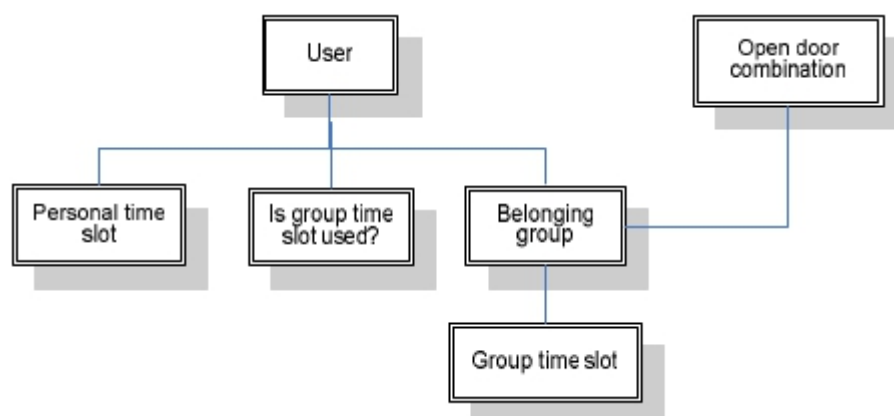 User
Open door
combination
Personal time
slot
Is group time
slot used?
Belonging
group
Group time slot